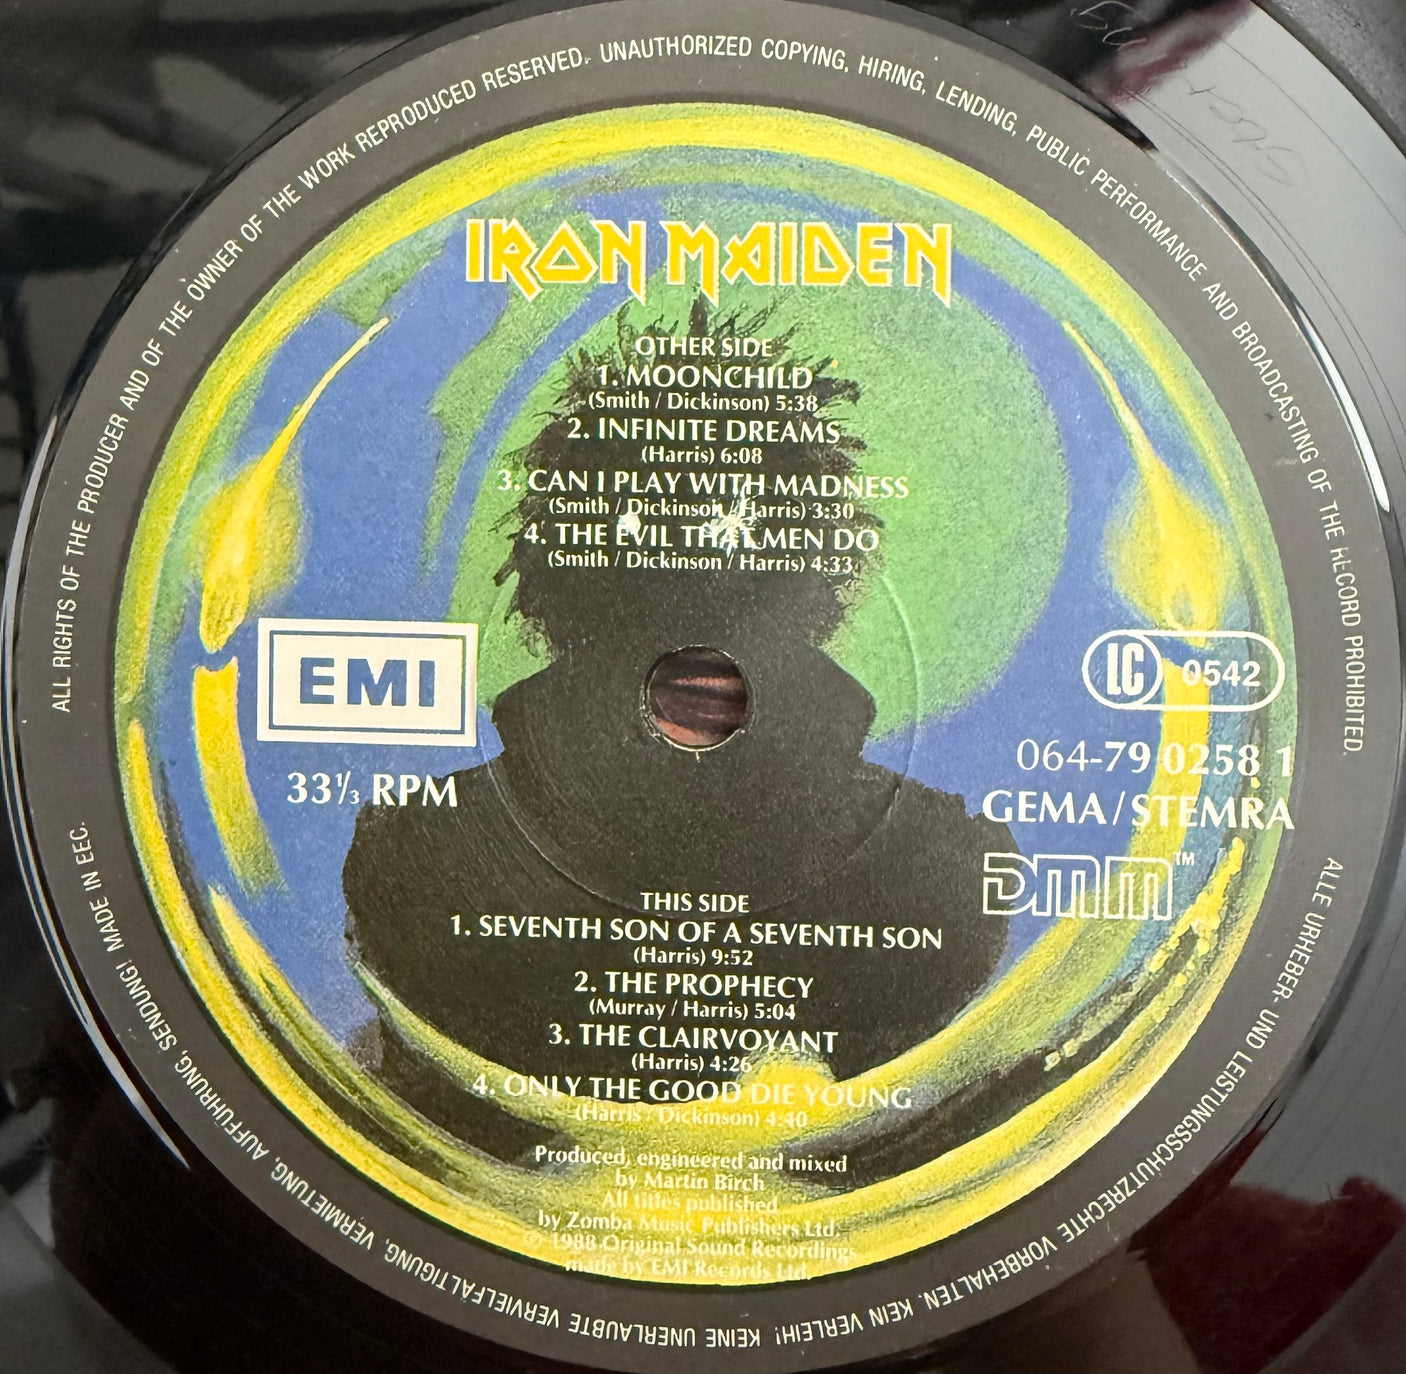 ALL RIGHTS OF THE PRODUCER AND OF THE OWNER OF THE WORK REPRODUCED RESERVED. UNAUTHORIZED COPYING, HIRING, LENDING, PUBLIC PERFORMANCE AND BROADCASTING OF THE RECORD PROHIBITED.
IRON MAIDEN
OTHER SIDE
1. MOONCHILD
(Smith / Dickinson) 5:38
2. INFINITE DREAMS
(Harris) 6:08
3. CAN I PLAY WITH MADNESS
(Smith / Dickinson / Harris) 3:30
4. THE EVIL THAT MEN DO
(Smith / Dickinson / Harris) 4:33
EMI
33⅓ RPM
LC 0542
064-79 0258 1
GEMA/STEMRA
DMM™
THIS SIDE
1. SEVENTH SON OF A SEVENTH SON
(Harris) 9:52
2. THE PROPHECY
(Murray / Harris) 5:04
3. THE CLAIRVOYANT
(Harris) 4:26
4. ONLY THE GOOD DIE YOUNG
(Harris / Dickinson) 4:40
Produced, engineered and mixed
by Martin Birch
All titles published
by Zomba Music Publishers Ltd.
℗ 1988 Original Sound Recordings
made by EMI Records Ltd.
ALLE URHEBER- UND LEISTUNGSSCHUTZRECHTE VORBEHALTEN. KEIN VERLEIH! KEINE UNERLAUBTE VERVIELFÄLTIGUNG, VERMIETUNG, AUFFÜHRUNG, SENDUNG! MADE IN EEC.